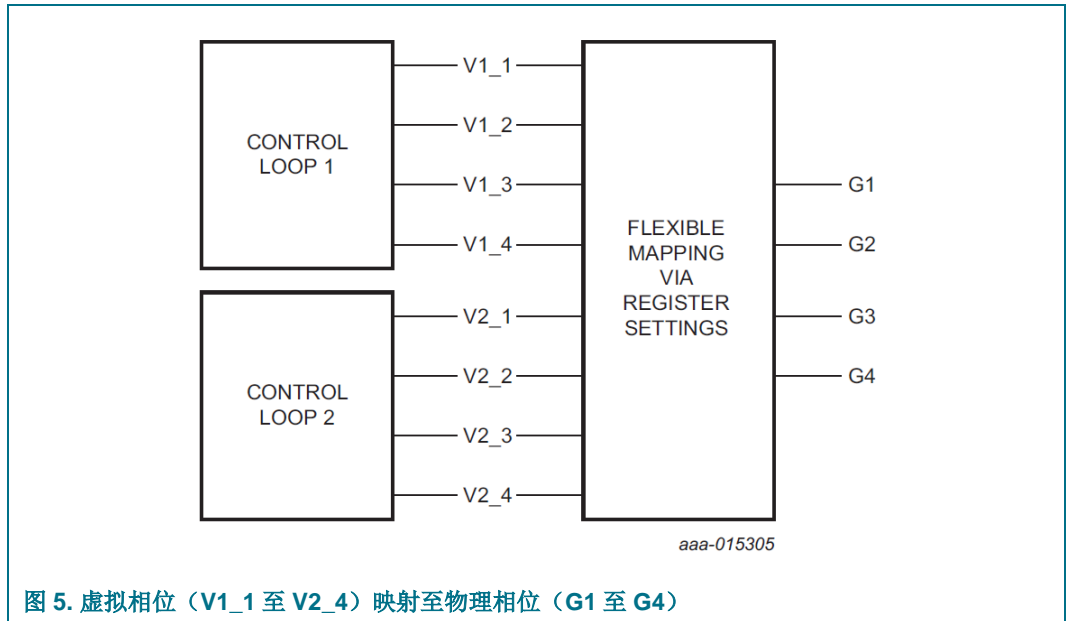 CONTROL
LOOP 1
V1_1
V1_2
V1_3
V1_4
CONTROL
LOOP 2
V2_1
V2_2
V2_3
V2_4
FLEXIBLE
MAPPING
VIA
REGISTER
SETTINGS
G1
G2
G3
G4
aaa-015305
图 5. 虚拟相位（V1_1 至 V2_4）映射至物理相位（G1 至 G4）